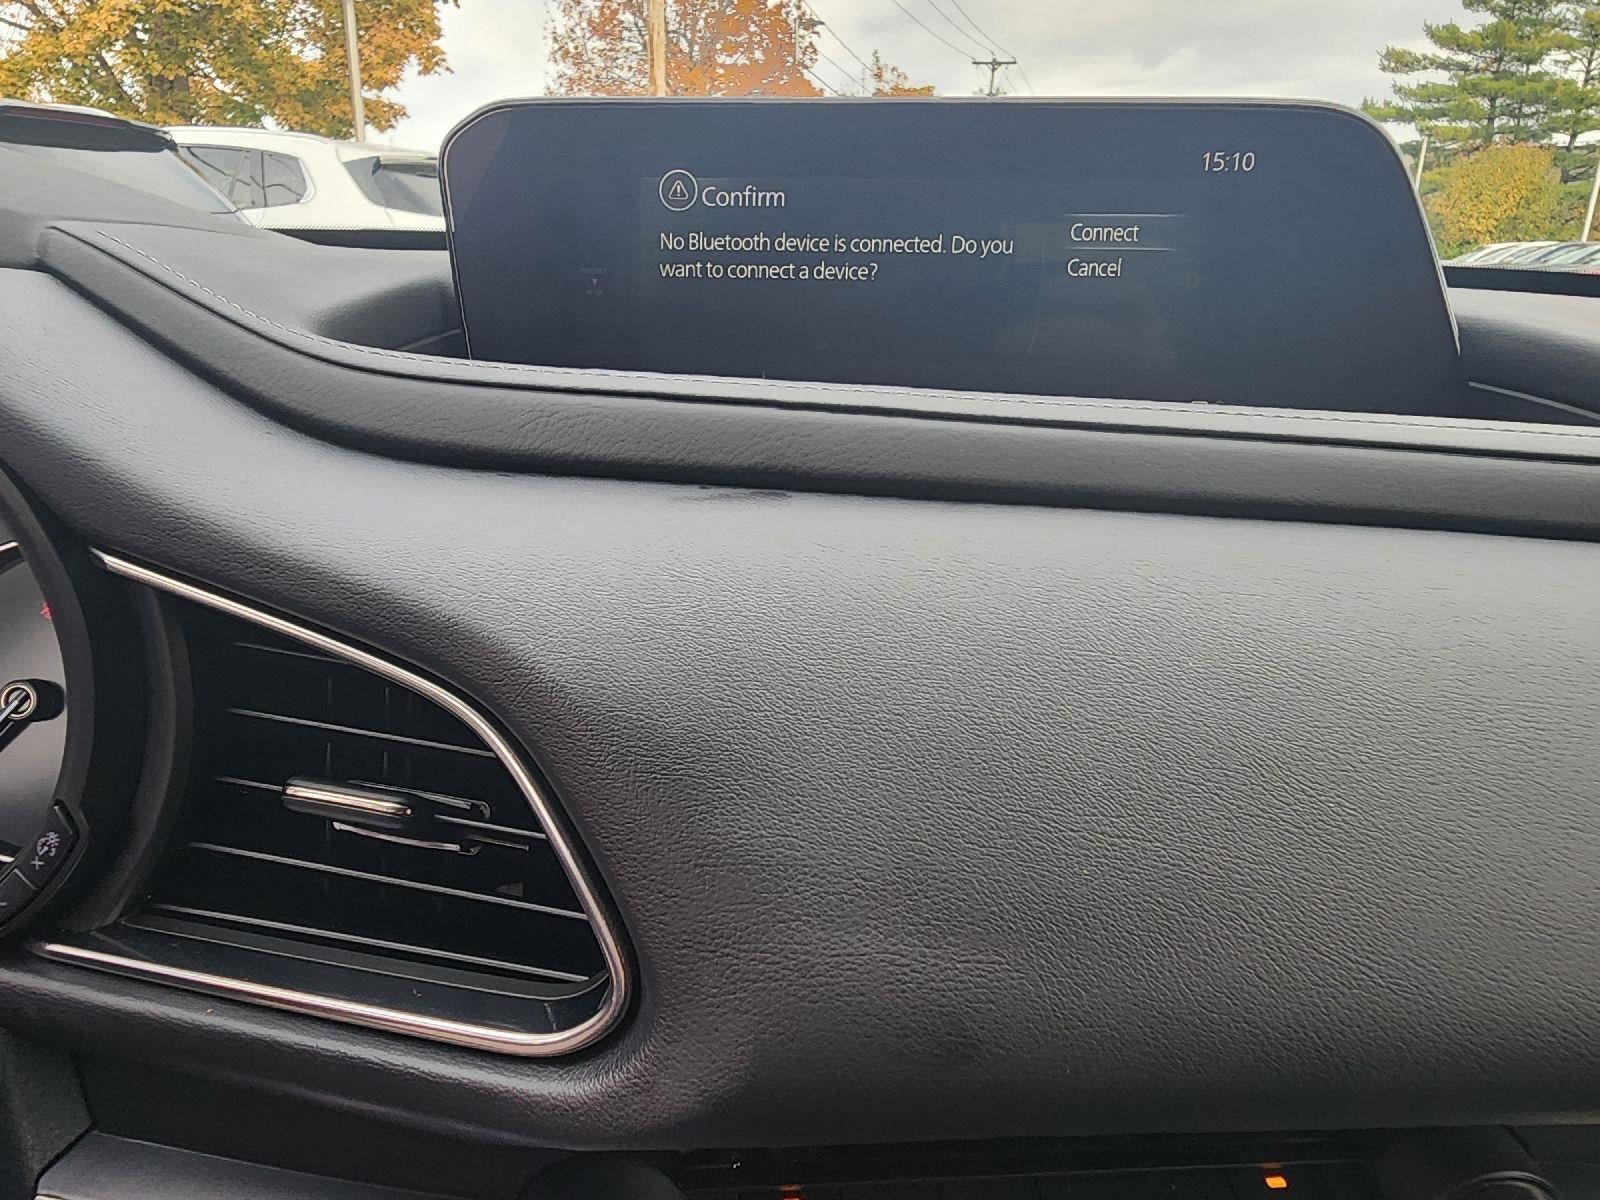 15:10
Confirm
No Bluetooth device is connected. Do you
want to connect a device?
Connect
Cancel